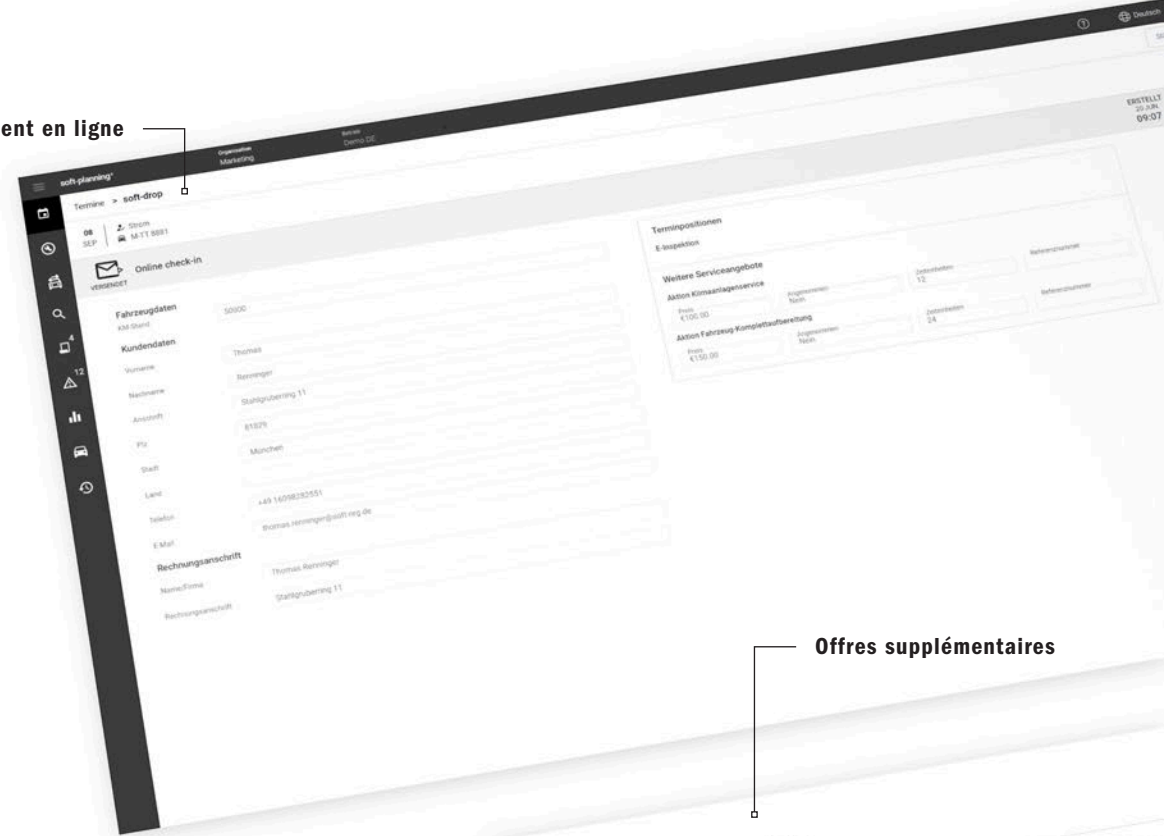 ent en ligne
Deutsch
Organisation
Marketing
Betrieb
Demo DE
ERSTELLT
20 JUN.
09:07
soft-planning+
Termine > soft-drop
08
SEP
Strom
M-TT 8881
Online check-in
VERSENDET
Fahrzeugdaten
KM-Stand
50000
Kundendaten
Vorname
Thomas
Nachname
Renninger
Anschrift
Stahlgruberring 11
Plz
81829
Stadt
München
Land
Telefon
+49 16098282551
E-Mail
thomas.renninger@soft-nrg.de
Rechnungsanschrift
Name/Firma
Thomas Renninger
Rechnungsanschrift
Stahlgruberring 11
4
12
Terminpositionen
E-Inspektion
Weitere Serviceangebote
Aktion Klimaanlagenservice
Preis
€100.00
Angenommen
Nein
Zeiteinheiten
12
Referenznummer
Aktion Fahrzeug-Komplettaufbereitung
Preis
€150.00
Angenommen
Nein
Zeiteinheiten
24
Referenznummer
Offres supplémentaires